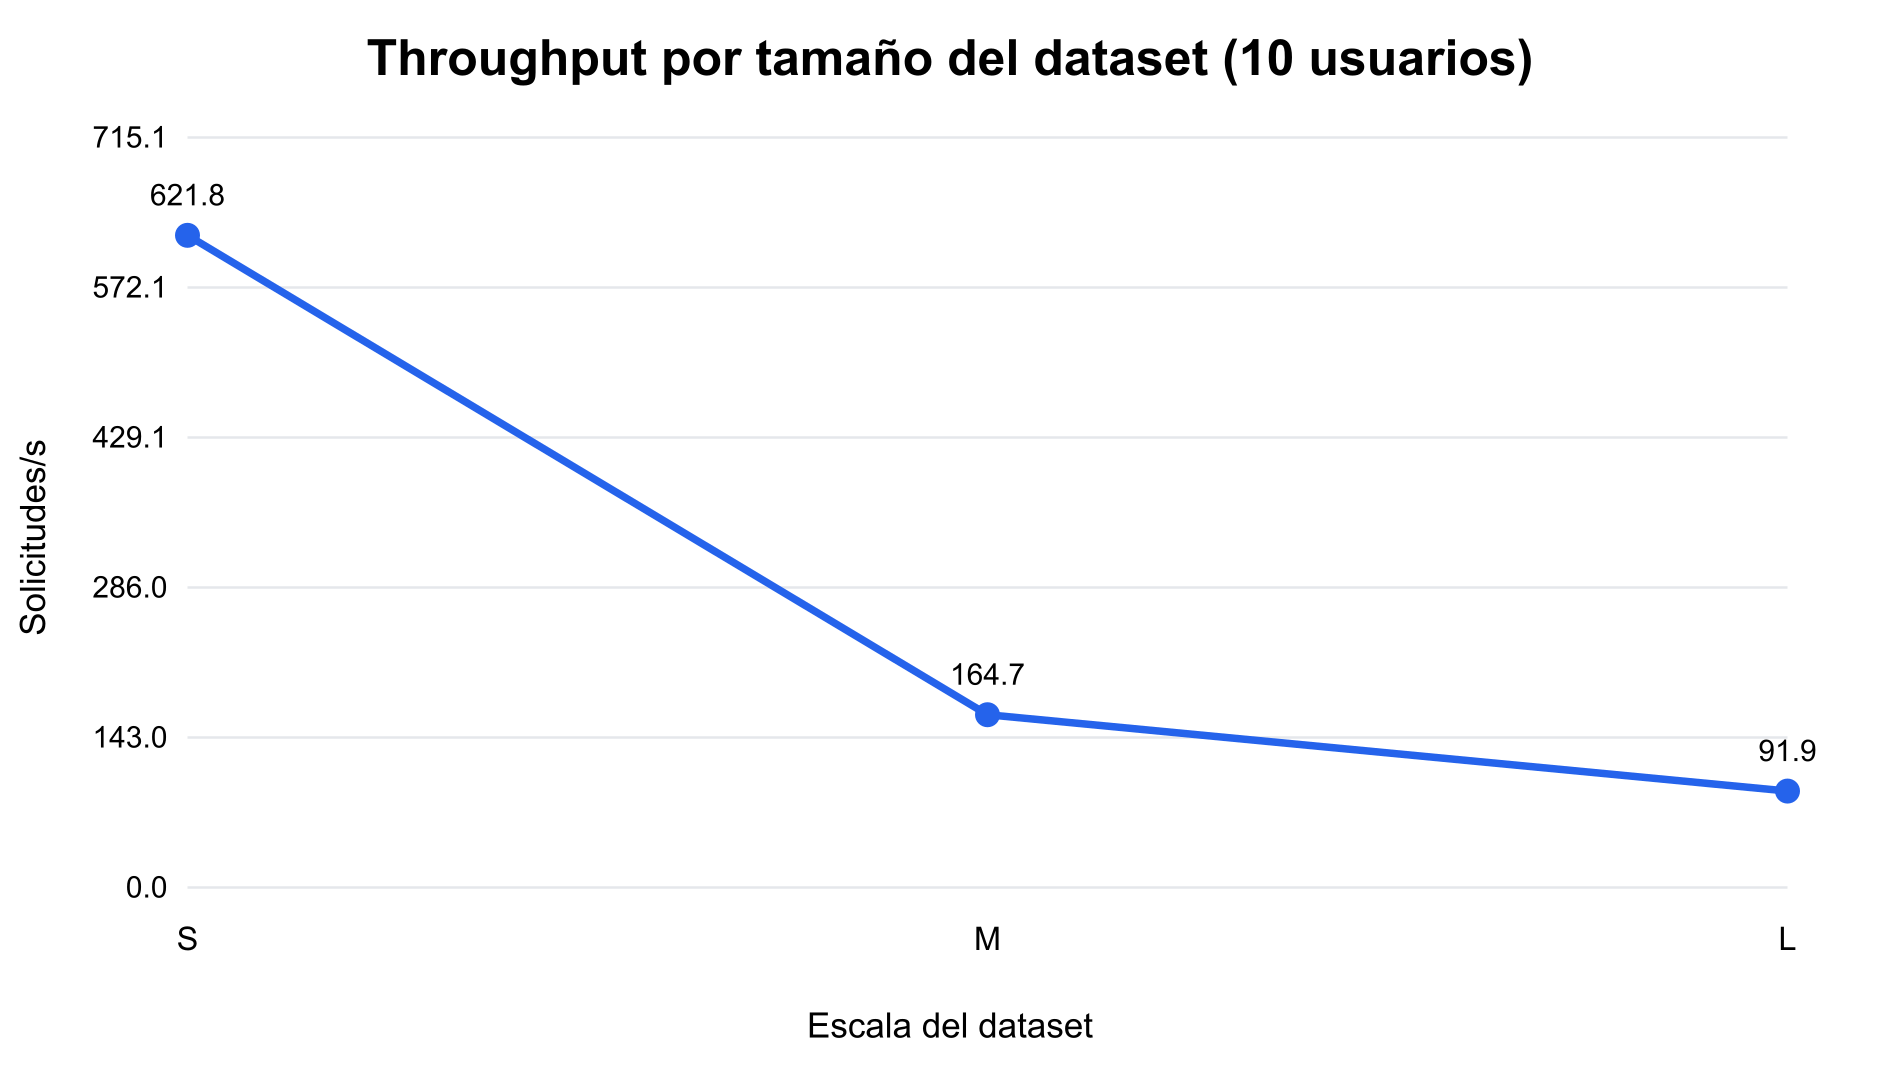 Throughput por tamaño del dataset (10 usuarios)
715.1
621.8
572.1
429.1
Solicitudes/s
286.0
164.7
143.0
91.9
0.0
S
M
L
Escala del dataset